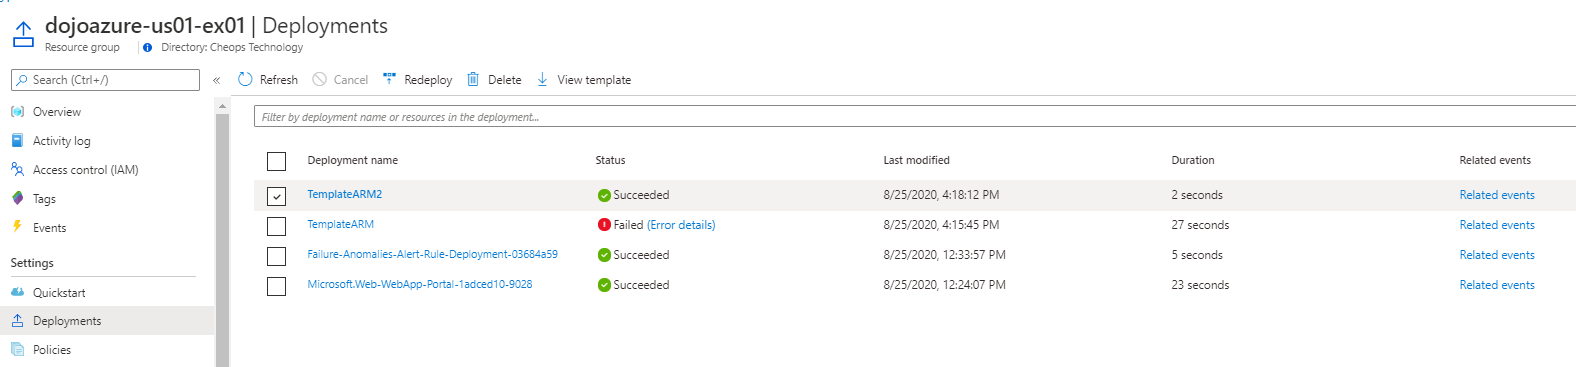 dojoazure-us01-ex01 | Deployments
Resource group
Directory: Cheops Technology
Search (Ctrl+/)
«
Refresh
Cancel
Redeploy
Delete
View template
Overview
Activity log
Access control (IAM)
Tags
Events
Settings
Quickstart
Deployments
Policies
Filter by deployment name or resources in the deployment...
Deployment name Status Last modified Duration Related events
TemplateARM2 Succeeded 8/25/2020, 4:18:12 PM 2 seconds Related events
TemplateARM Failed (Error details) 8/25/2020, 4:15:45 PM 27 seconds Related events
Failure-Anomalies-Alert-Rule-Deployment-03684a59 Succeeded 8/25/2020, 12:33:57 PM 5 seconds Related events
Microsoft.Web-WebApp-Portal-1adced10-9028 Succeeded 8/25/2020, 12:24:07 PM 23 seconds Related events